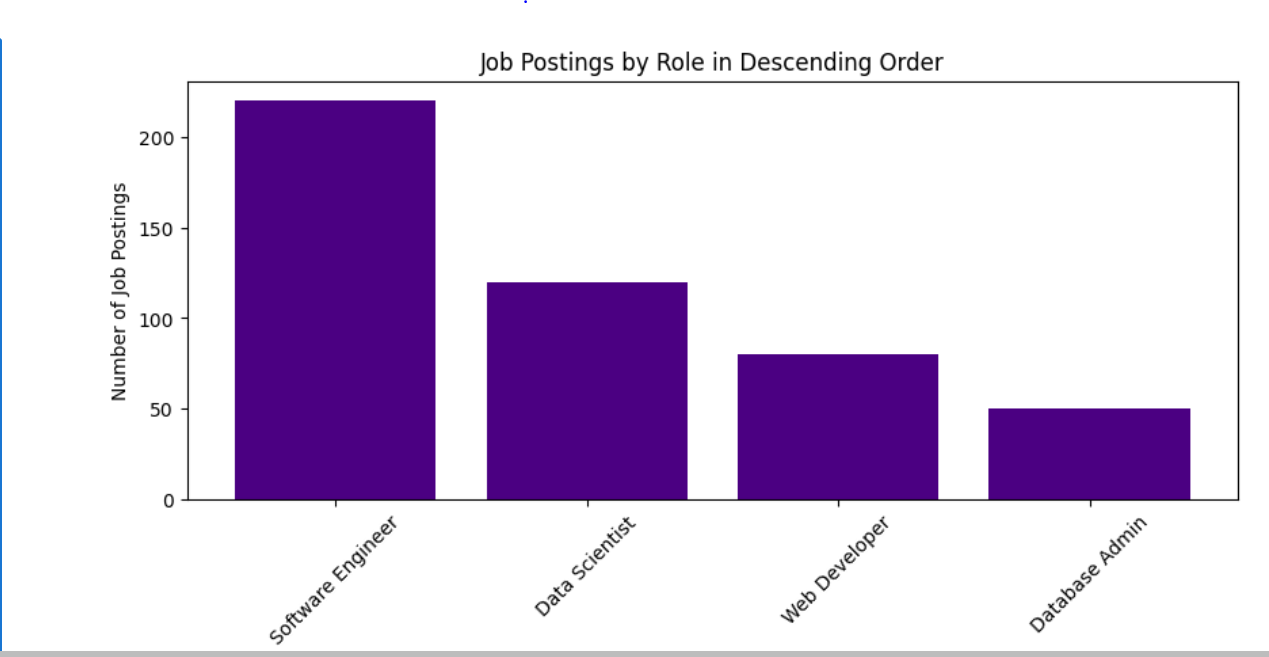 Job Postings by Role in Descending Order
Number of Job Postings
200
150
100
50
0
Software Engineer
Data Scientist
Web Developer
Database Admin